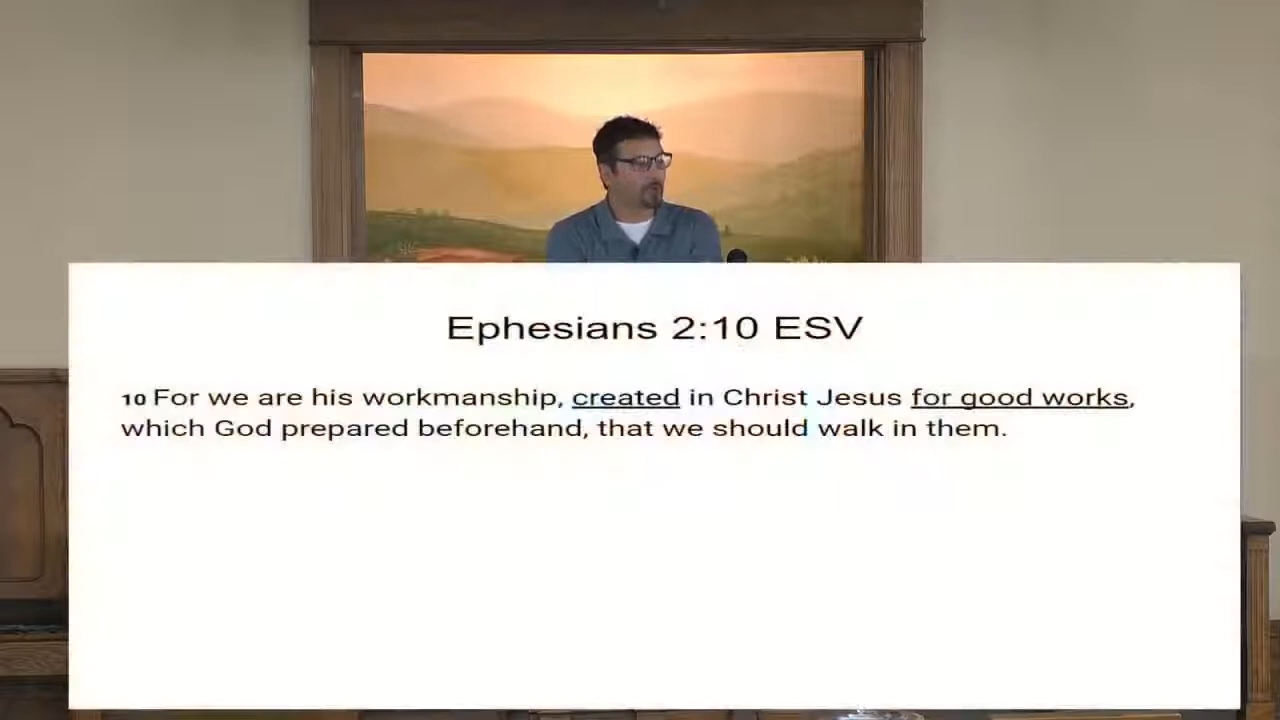 Ephesians 2:10 ESV
10 For we are his workmanship, created in Christ Jesus for good works,
which God prepared beforehand, that we should walk in them.